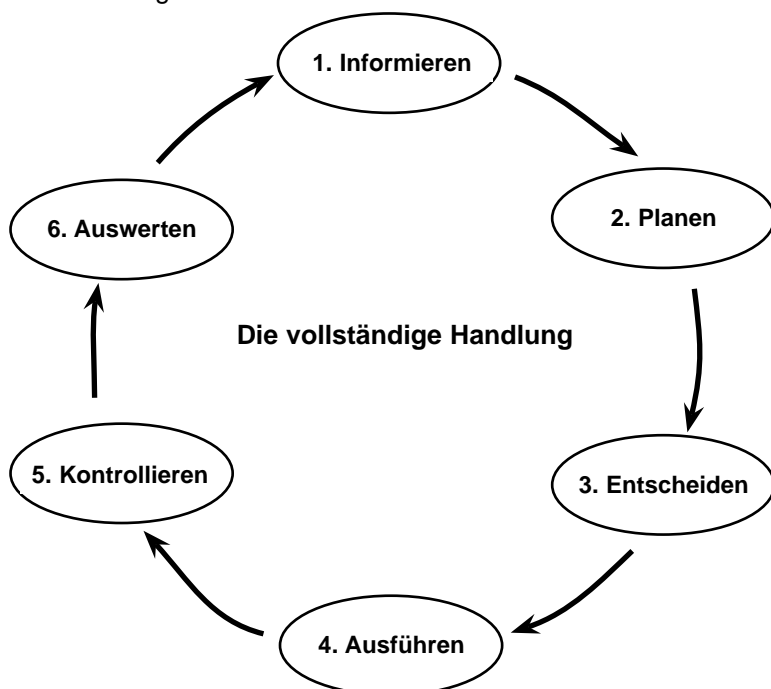 1. Informieren
2. Planen
6. Auswerten
Die vollständige Handlung
5. Kontrollieren
3. Entscheiden
4. Ausführen